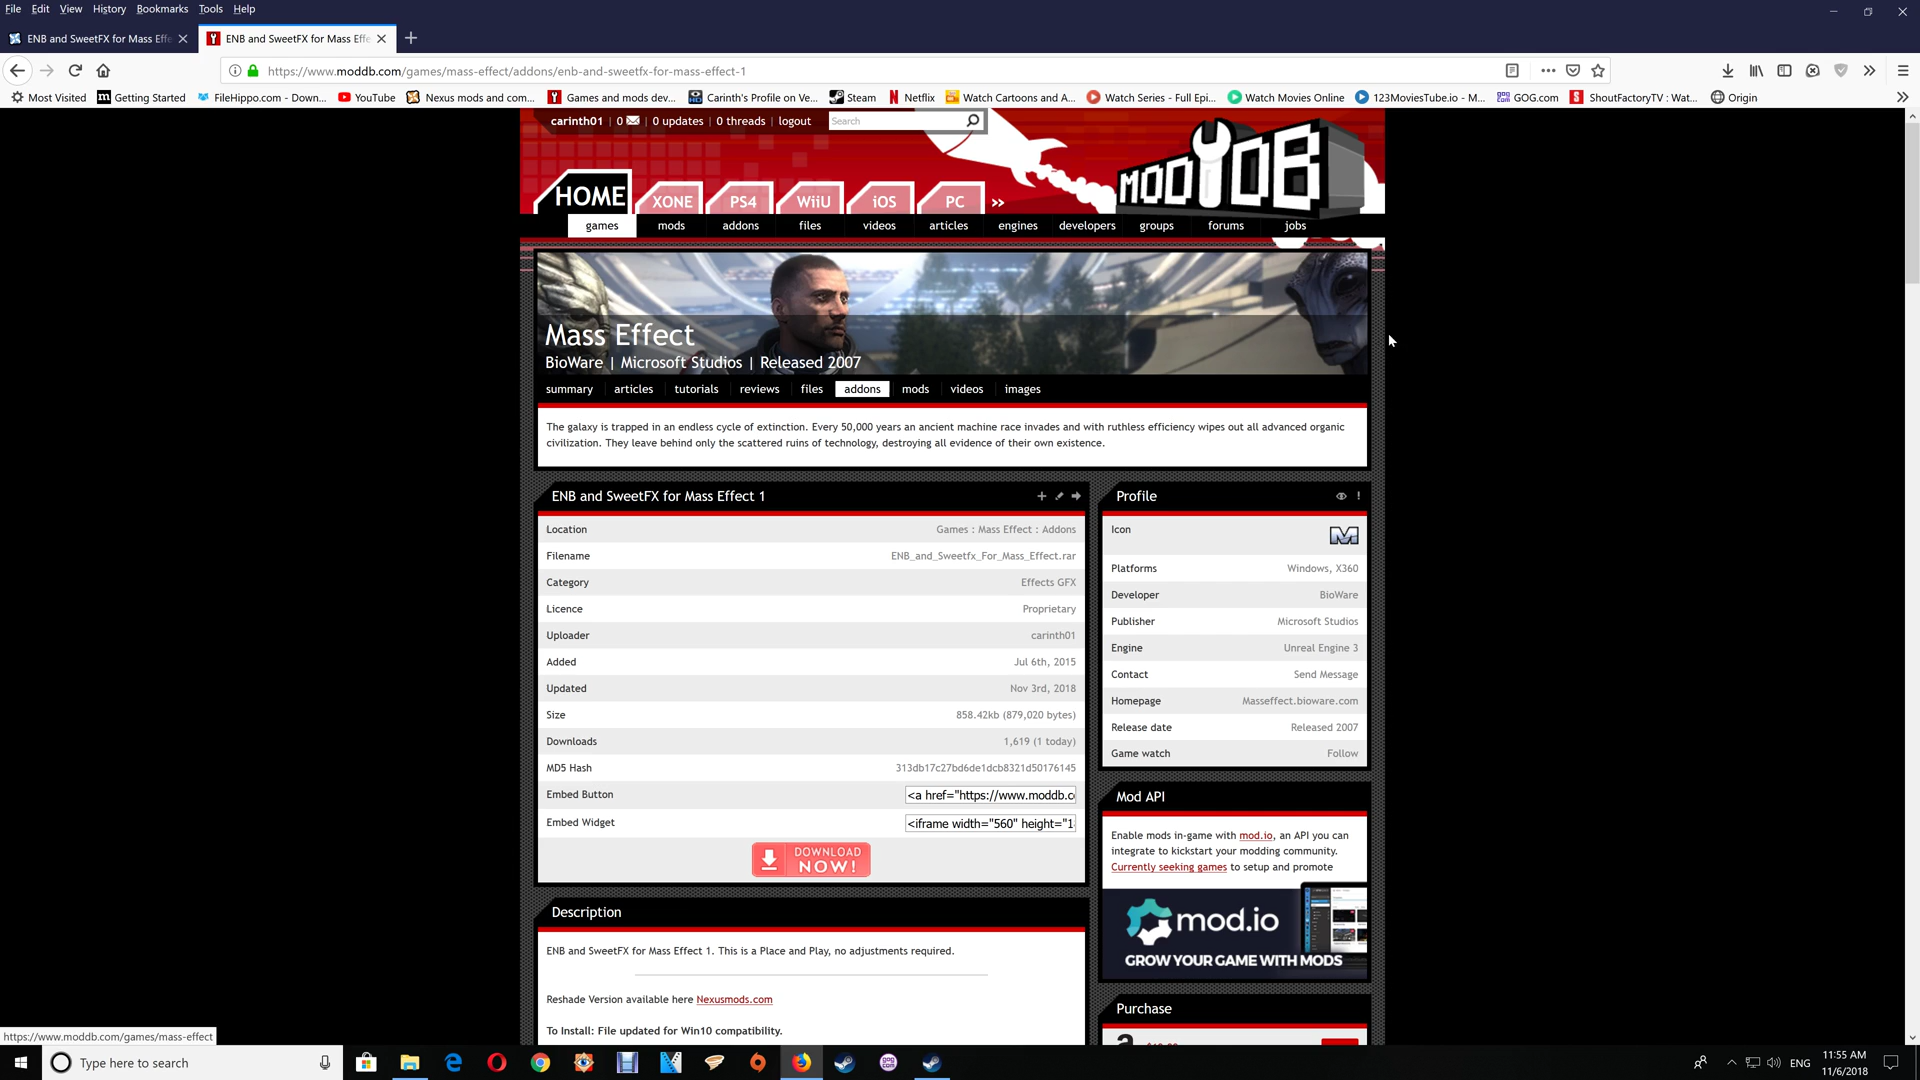 File Edit View History Bookmarks Tools Help
ENB and SweetFX for Mass Effe
ENB and SweetFX for Mass Effe
https://www.moddb.com/games/mass-effect/addons/enb-and-sweetfx-for-mass-effect-1
Most Visited Getting Started FileHippo.com - Down... YouTube Nexus mods and com... Games and mods dev... Carinth's Profile on Ve... Steam Netflix Watch Cartoons and A... Watch Series - Full Epi... Watch Movies Online 123MoviesTube.io - M... GOG.com ShoutFactoryTV : Wat... Origin
carinth01 | 0 | 0 updates | 0 threads | logout Search
MODDB
HOME XONE PS4 WiiU iOS PC »
games mods addons files videos articles engines developers groups forums jobs
Mass Effect
BioWare | Microsoft Studios | Released 2007
summary articles tutorials reviews files addons mods videos images
The galaxy is trapped in an endless cycle of extinction. Every 50,000 years an ancient machine race invades and with ruthless efficiency wipes out all advanced organic
civilization. They leave behind only the scattered ruins of technology, destroying all evidence of their own existence.
ENB and SweetFX for Mass Effect 1
Location Games : Mass Effect : Addons
Filename ENB_and_Sweetfx_For_Mass_Effect.rar
Category Effects GFX
Licence Proprietary
Uploader carinth01
Added Jul 6th, 2015
Updated Nov 3rd, 2018
Size 858.42kb (879,020 bytes)
Downloads 1,619 (1 today)
MD5 Hash 313db17c27bd6de1dcb8321d50176145
Embed Button <a href="https://www.moddb.c
Embed Widget <iframe width="560" height="1
DOWNLOAD
NOW!
Description
ENB and SweetFX for Mass Effect 1. This is a Place and Play, no adjustments required.
Reshade Version available here Nexusmods.com
To Install: File updated for Win10 compatibility.
Profile
Icon
Platforms Windows, X360
Developer BioWare
Publisher Microsoft Studios
Engine Unreal Engine 3
Contact Send Message
Homepage Masseffect.bioware.com
Release date Released 2007
Game watch Follow
Mod API
Enable mods in-game with mod.io, an API you can
integrate to kickstart your modding community.
Currently seeking games to setup and promote
mod.io
GROW YOUR GAME WITH MODS
Purchase
https://www.moddb.com/games/mass-effect
Type here to search
ENG
11:55 AM
11/6/2018